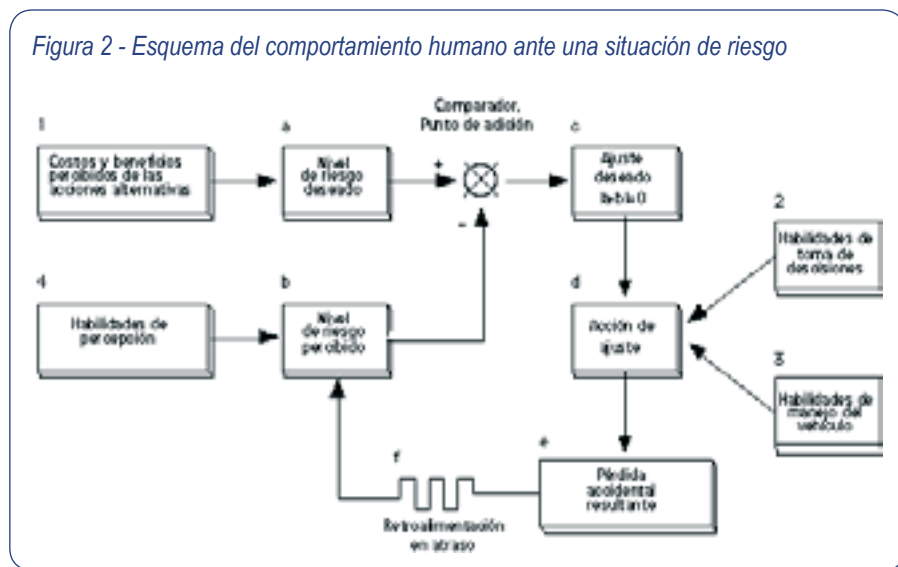 Figura 2 - Esquema del comportamiento humano ante una situación de riesgo
Comparador.
Punto de adición
1
Costos y beneficios
percibidos de las
acciones alternativas
a
Nivel
de riesgo
deseado
+
-
c
Ajuste
deseado
2
Habilidades de
toma de
desoisiones
4
Habilidades de
percepción
b
Nivel
de riesgo
percibido
d
Acción de
ajuste
3
Habilidades de
manejo del
vehículo
e
Pérdida
accidental
resultante
f
Retroalimentación
en atraso